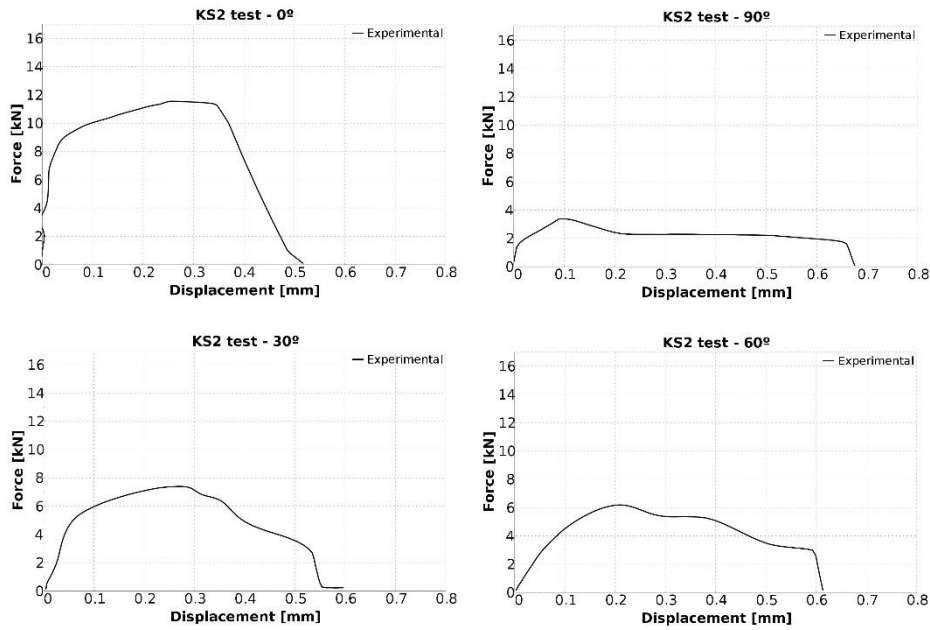 KS2 test - 0º
Experimental
Force [kN]
16
14
12
10
8
6
4
2
0
0 0.1 0.2 0.3 0.4 0.5 0.6 0.7 0.8
Displacement [mm]
KS2 test - 90º
Experimental
Force [kN]
16
14
12
10
8
6
4
2
0
0 0.1 0.2 0.3 0.4 0.5 0.6 0.7 0.8
Displacement [mm]
KS2 test - 30º
Experimental
Force [kN]
16
14
12
10
8
6
4
2
0
0 0.1 0.2 0.3 0.4 0.5 0.6 0.7 0.8
Displacement [mm]
KS2 test - 60º
Experimental
Force [kN]
16
14
12
10
8
6
4
2
0
0 0.1 0.2 0.3 0.4 0.5 0.6 0.7 0.8
Displacement [mm]